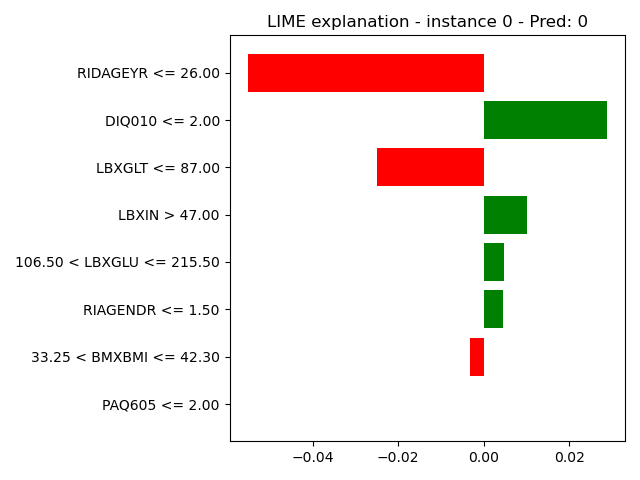 LIME explanation - instance 0 - Pred: 0
RIDAGEYR <= 26.00
DIQ010 <= 2.00
LBXGLT <= 87.00
LBXIN > 47.00
106.50 < LBXGLU <= 215.50
RIAGENDR <= 1.50
33.25 < BMXBMI <= 42.30
PAQ605 <= 2.00
−0.04 −0.02 0.00 0.02